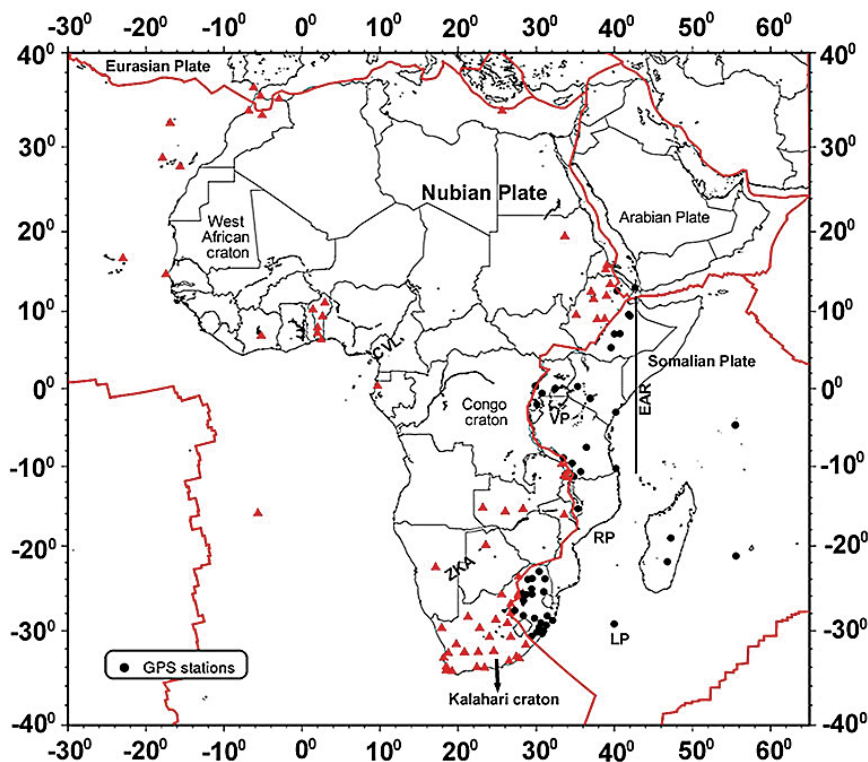 -30⁰ -20⁰ -10⁰ 0⁰ 10⁰ 20⁰ 30⁰ 40⁰ 50⁰ 60⁰
40⁰ 40⁰
Eurasian Plate
30⁰ 30⁰
Nubian Plate
West
African
craton
Arabian Plate
20⁰ 20⁰
10⁰ 10⁰
CVL
Somalian Plate
0⁰ 0⁰
Congo
craton
VP
EAR
-10⁰ -10⁰
RP
-20⁰ -20⁰
ZKA
-30⁰ -30⁰
LP
GPS stations
Kalahari craton
-40⁰ -40⁰
-30⁰ -20⁰ -10⁰ 0⁰ 10⁰ 20⁰ 30⁰ 40⁰ 50⁰ 60⁰